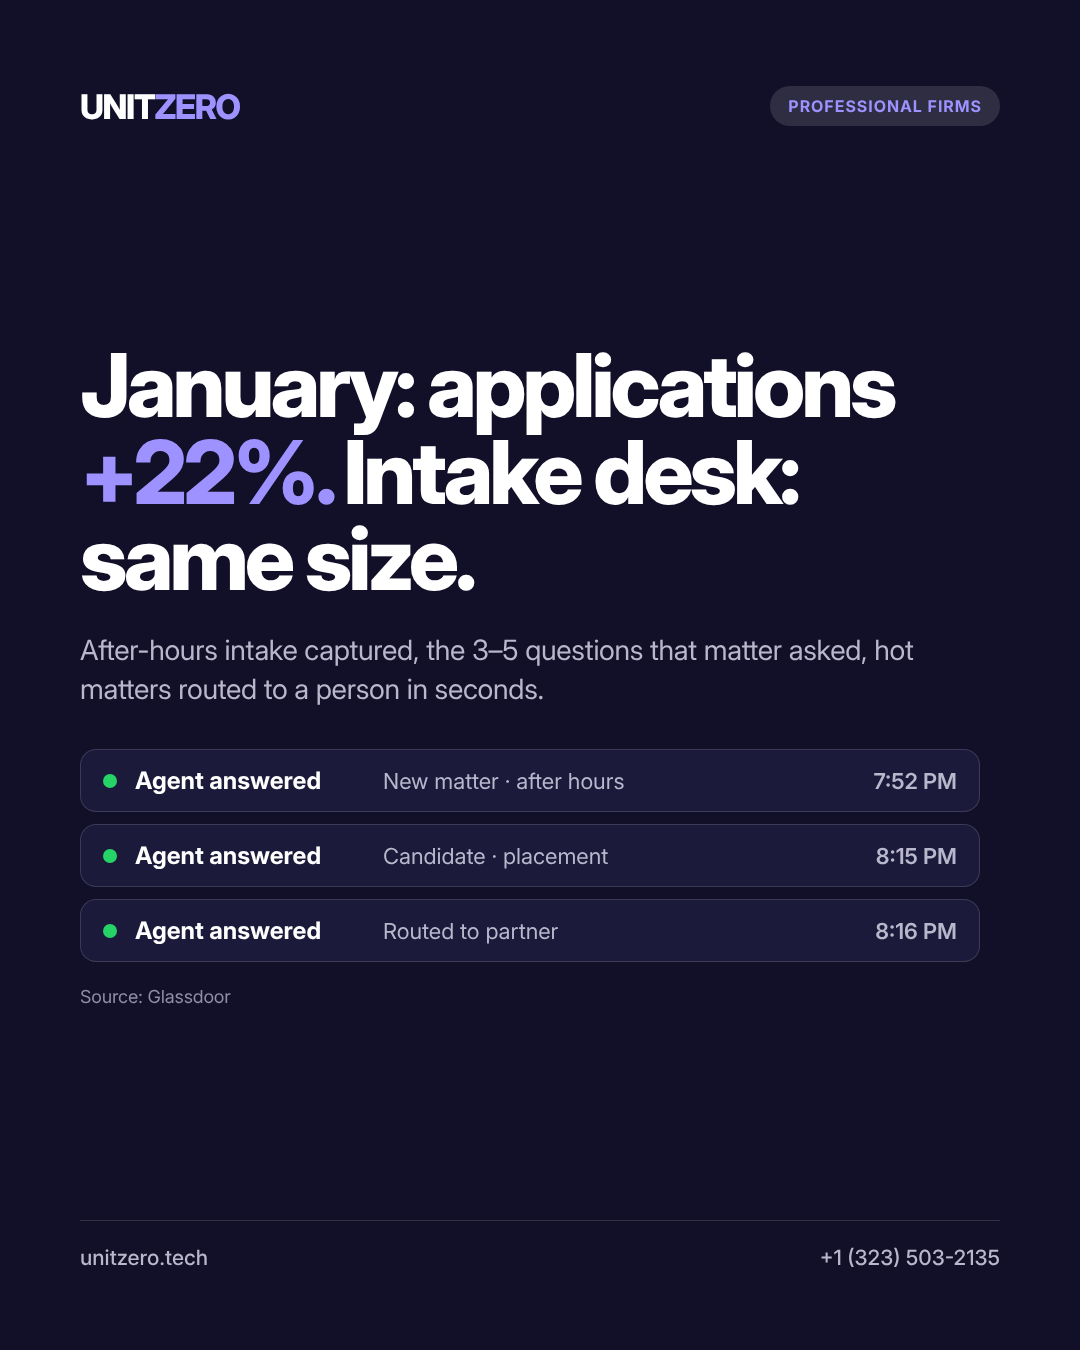 UNITZERO
PROFESSIONAL FIRMS
January: applications
+22%. Intake desk:
same size.
After-hours intake captured, the 3–5 questions that matter asked, hot
matters routed to a person in seconds.
Agent answered New matter · after hours 7:52 PM
Agent answered Candidate · placement 8:15 PM
Agent answered Routed to partner 8:16 PM
Source: Glassdoor
unitzero.tech
+1 (323) 503-2135